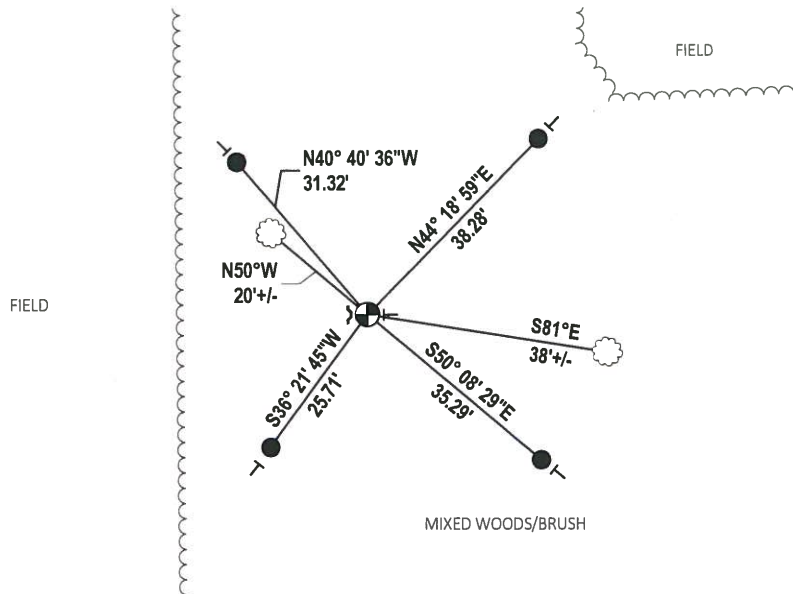 FIELD
N40° 40' 36"W
31.32'
N44° 18' 59"E
38.28'
N50°W
20'+/-
FIELD
S81°E
38'+/-
S36° 21' 45"W
25.71'
S50° 08' 29"E
35.29'
MIXED WOODS/BRUSH